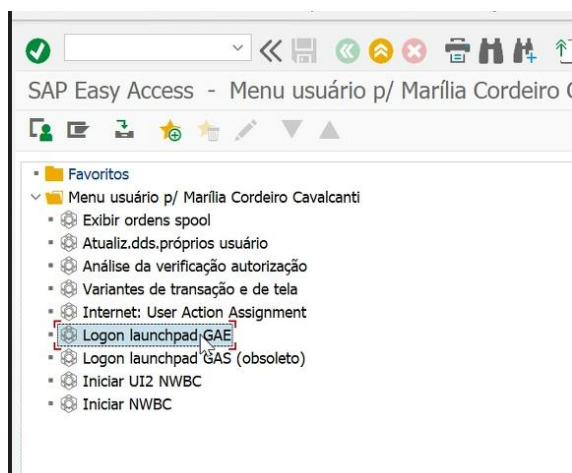 SAP Easy Access - Menu usuário p/ Marília Cordeiro
Favoritos
Menu usuário p/ Marília Cordeiro Cavalcanti
Exibir ordens spool
Atualiz.dds.próprios usuário
Análise da verificação autorização
Variantes de transação e de tela
Internet: User Action Assignment
Logon launchpad GAE
Logon launchpad GAS (obsoleto)
Iniciar UI2 NWBC
Iniciar NWBC